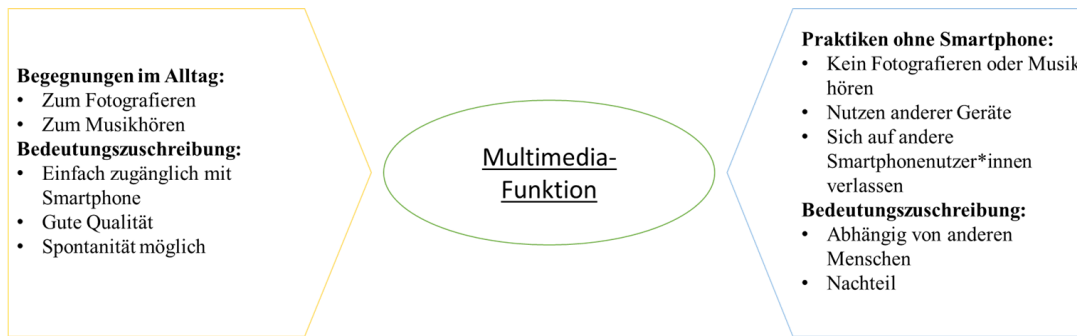 Begegnungen im Alltag:
• Zum Fotografieren
• Zum Musikhören
Bedeutungszuschreibung:
• Einfach zugänglich mit
Smartphone
• Gute Qualität
• Spontanität möglich
Multimedia-
Funktion
Praktiken ohne Smartphone:
• Kein Fotografieren oder Musik
hören
• Nutzen anderer Geräte
• Sich auf andere
Smartphonenutzer*innen
verlassen
Bedeutungszuschreibung:
• Abhängig von anderen
Menschen
• Nachteil